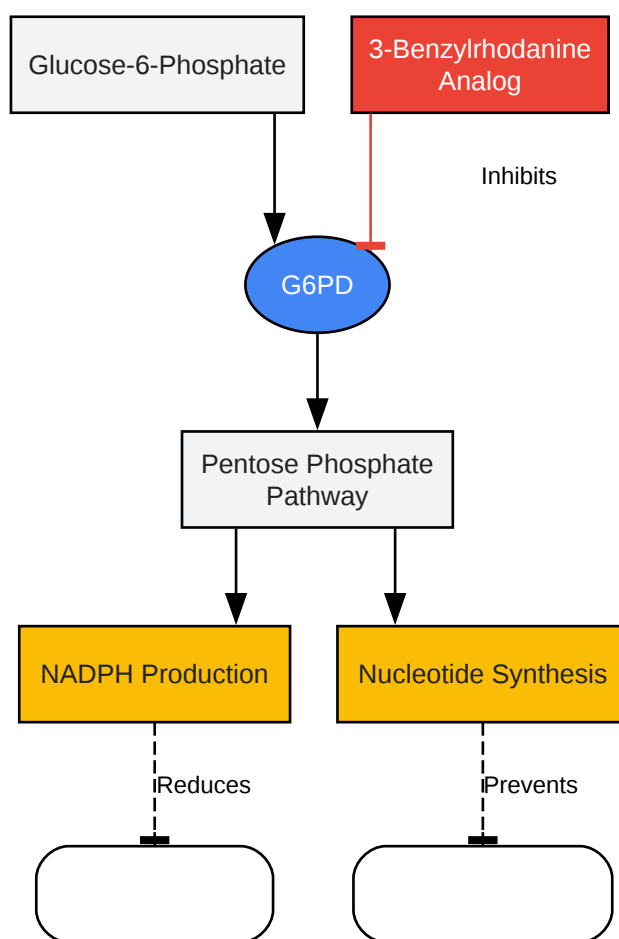 Glucose-6-Phosphate
3-Benzylrhodanine
Analog
Inhibits
G6PD
Pentose Phosphate
Pathway
NADPH Production
Nucleotide Synthesis
Reduces
Prevents